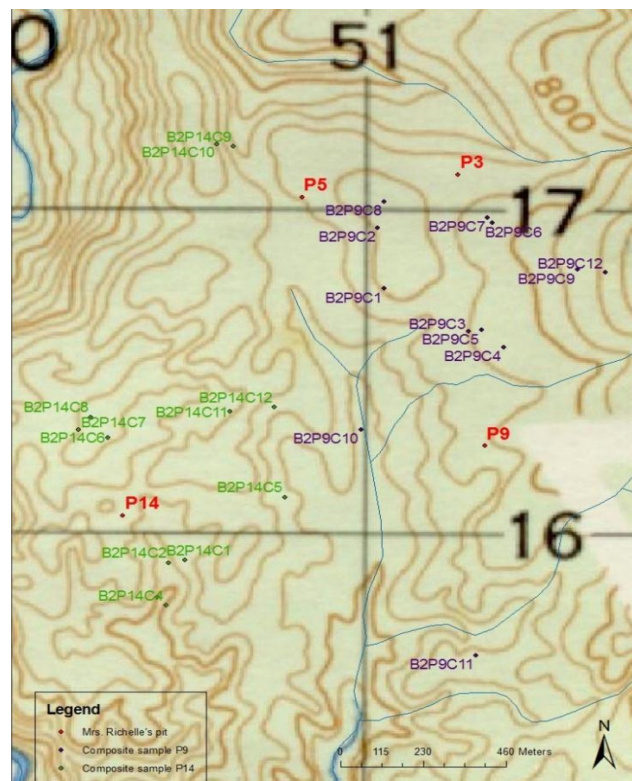 0
51
800
B2P14C9
B2P14C10
P3
P5
B2P9C8
17
B2P9C7
B2P9C6
B2P9C2
B2P9C12
B2P9C9
B2P9C1
B2P9C3
B2P9C5
B2P9C4
B2P14C12
B2P14C8
B2P14C11
B2P14C7
B2P14C6
B2P9C10
P9
B2P14C5
P14
16
B2P14C2
B2P14C1
B2P14C4
B2P9C11
Legend
Mrs. Richelle's pit
Composite sample P9
Composite sample P14
N
0 115 230 460 Meters